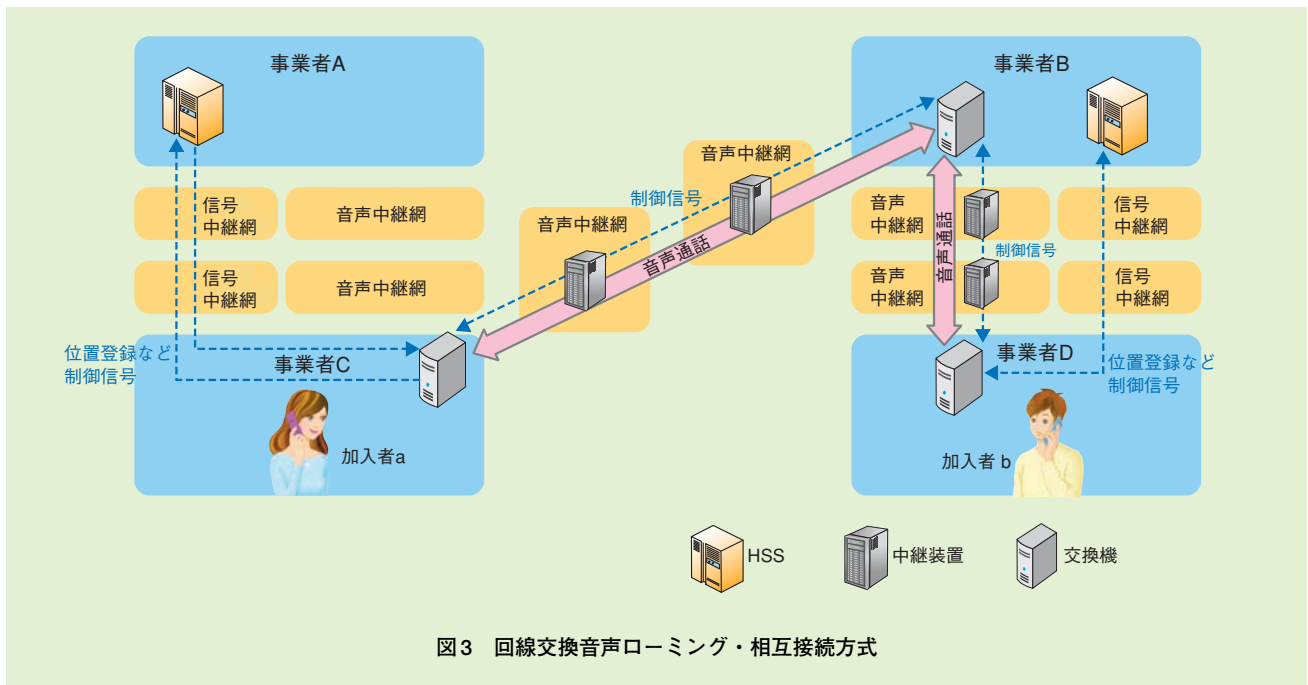 事業者A
事業者B
音声中継網
制御信号
信号
中継網
音声中継網
音声中継網
音声
中継網
信号
中継網
音声通話
音声通話
制御信号
信号
中継網
音声中継網
音声
中継網
信号
中継網
位置登録など
制御信号
事業者C
事業者D
位置登録など
制御信号
加入者a
加入者 b
HSS
中継装置
交換機
図3 回線交換音声ローミング・相互接続方式